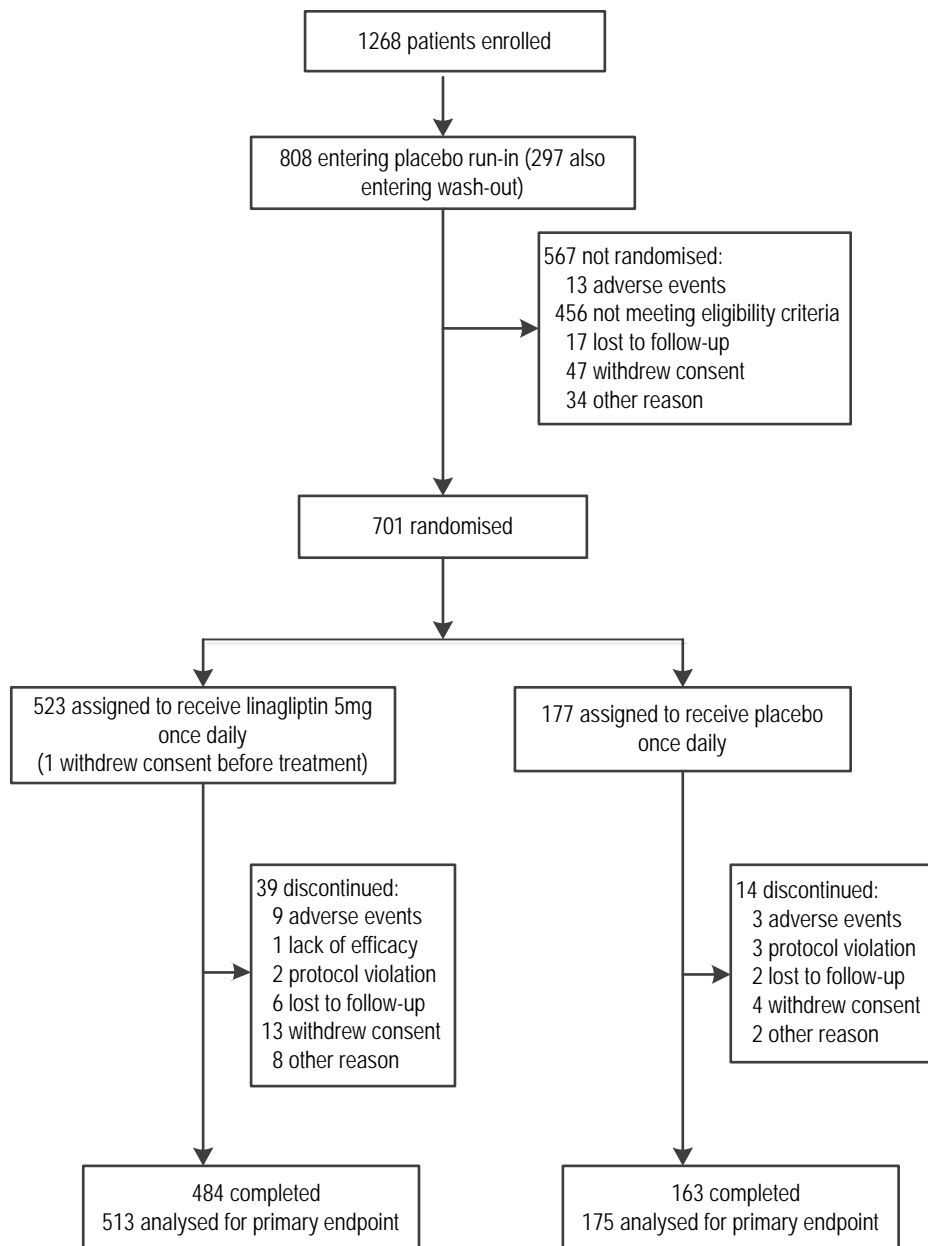 1268 patients enrolled
808 entering placebo run-in (297 also
entering wash-out)
567 not randomised:
13 adverse events
456 not meeting eligibility criteria
17 lost to follow-up
47 withdrew consent
34 other reason
701 randomised
523 assigned to receive linagliptin 5mg
once daily
(1 withdrew consent before treatment)
177 assigned to receive placebo
once daily
39 discontinued:
9 adverse events
1 lack of efficacy
2 protocol violation
6 lost to follow-up
13 withdrew consent
8 other reason
14 discontinued:
3 adverse events
3 protocol violation
2 lost to follow-up
4 withdrew consent
2 other reason
484 completed
513 analysed for primary endpoint
163 completed
175 analysed for primary endpoint